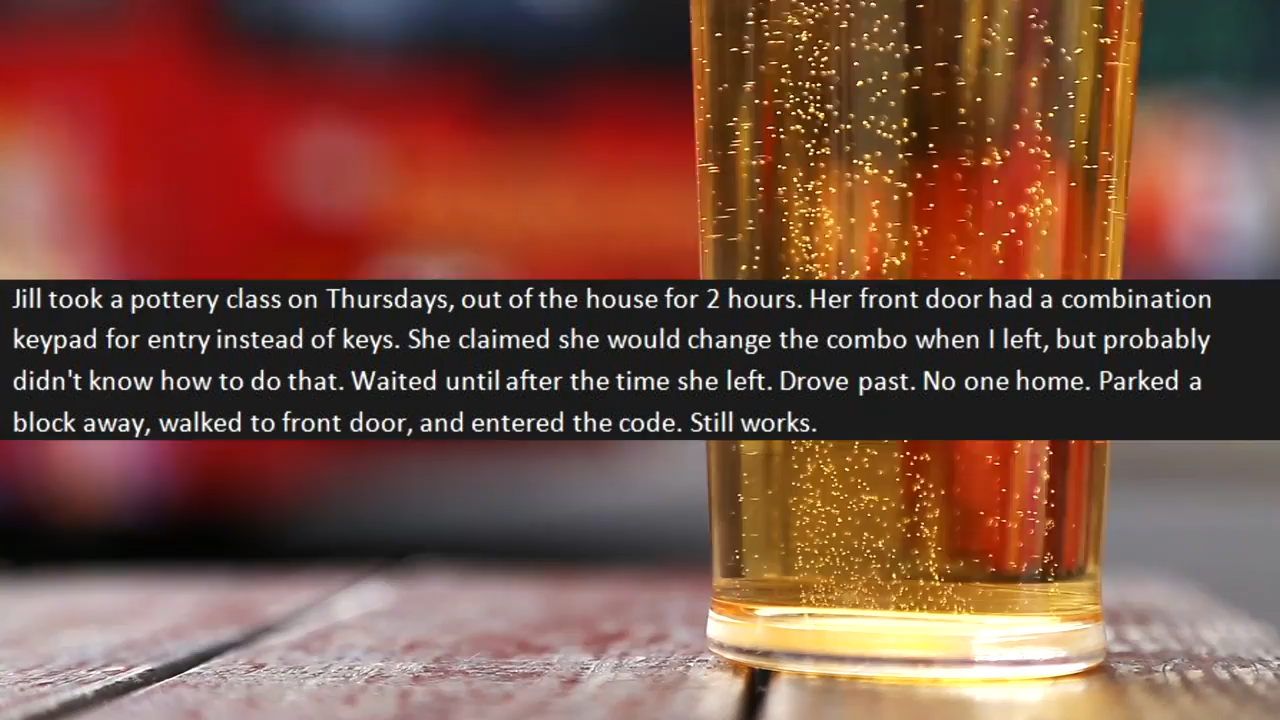 Jill took a pottery class on Thursdays, out of the house for 2 hours. Her front door had a combination
keypad for entry instead of keys. She claimed she would change the combo when I left, but probably
didn't know how to do that. Waited until after the time she left. Drove past. No one home. Parked a
block away, walked to front door, and entered the code. Still works.